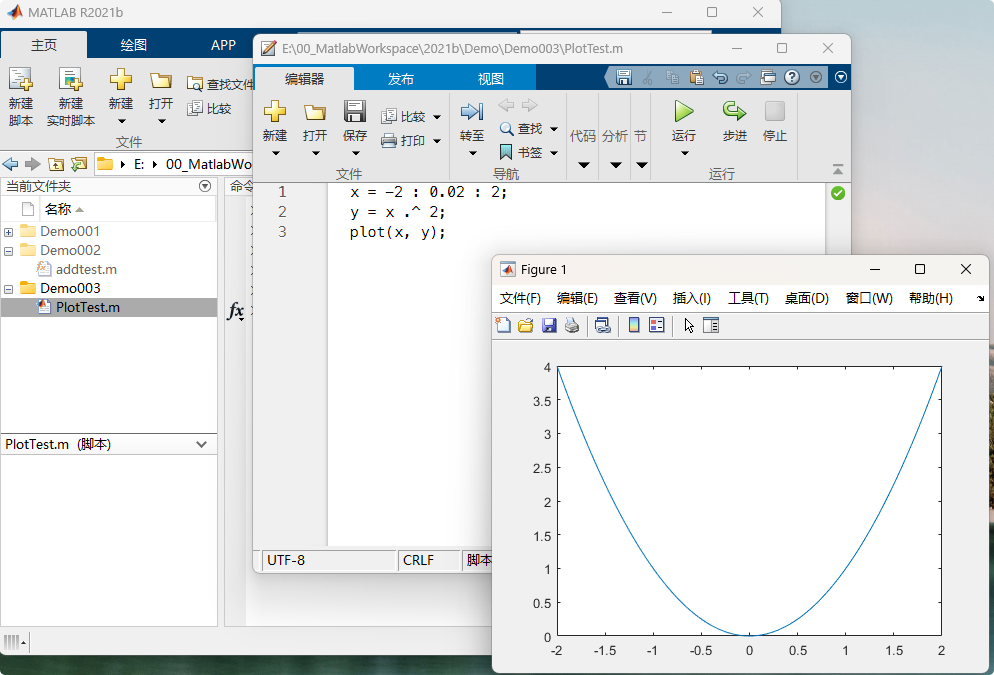 MATLAB R2021b
主页 绘图 APP
新建脚本 新建实时脚本 新建 打开 查找文件 比较
文件
E: 00_MatlabWo
当前文件夹 命令
名称
Demo001
Demo002
addtest.m
Demo003
PlotTest.m
PlotTest.m (脚本)
fx
E:\00_MatlabWorkspace\2021b\Demo\Demo003\PlotTest.m
编辑器 发布 视图
新建 打开 保存 比较 打印 转至 查找 书签 代码 分析 节 运行 步进 停止
文件 导航 运行
1 x = -2 : 0.02 : 2;
2 y = x .^ 2;
3 plot(x, y);
UTF-8 CRLF 脚本
Figure 1
文件(F) 编辑(E) 查看(V) 插入(I) 工具(T) 桌面(D) 窗口(W) 帮助(H)
4
3.5
3
2.5
2
1.5
1
0.5
0
-2 -1.5 -1 -0.5 0 0.5 1 1.5 2